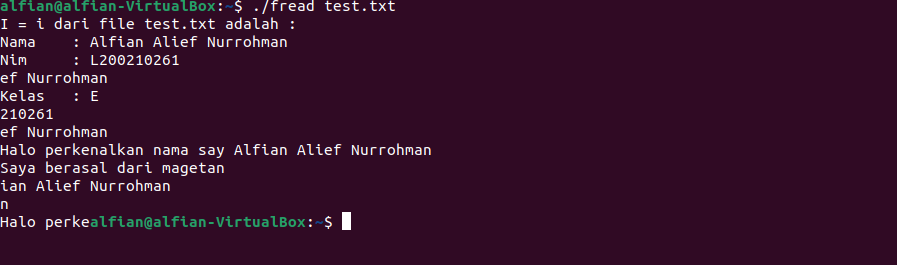 alfian@alfian-VirtualBox:~$ ./fread test.txt
I = i dari file test.txt adalah :
Nama    : Alfian Alief Nurrohman
Nim     : L200210261
ef Nurrohman
Kelas   : E
210261
ef Nurrohman
Halo perkenalkan nama say Alfian Alief Nurrohman
Saya berasal dari magetan
ian Alief Nurrohman
n
Halo perkealfian@alfian-VirtualBox:~$